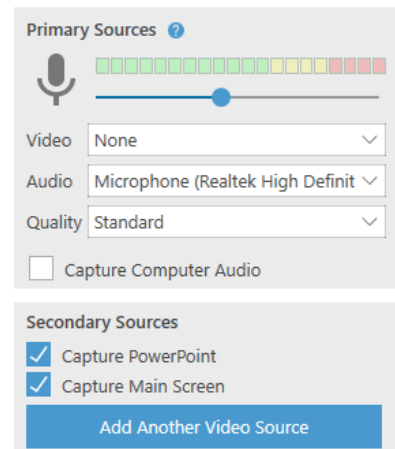 Primary Sources ?
Video None
Audio Microphone (Realtek High Definit
Quality Standard
Capture Computer Audio
Secondary Sources
Capture PowerPoint
Capture Main Screen
Add Another Video Source